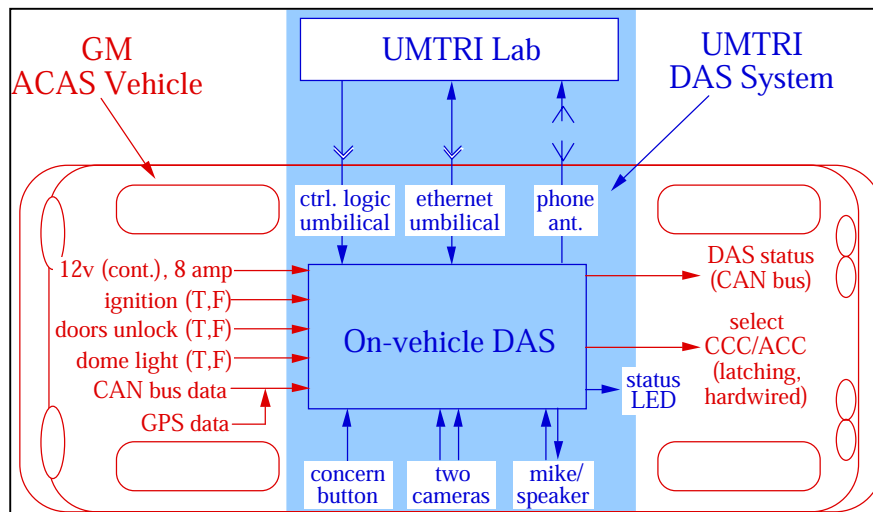 GM
ACAS Vehicle
UMTRI Lab
UMTRI
DAS System
ctrl. logic
umbilical
ethernet
umbilical
phone
ant.
12v (cont.), 8 amp
ignition (T,F)
doors unlock (T,F)
dome light (T,F)
CAN bus data
GPS data
On-vehicle DAS
DAS status
(CAN bus)
select
CCC/ACC
(latching,
hardwired)
status
LED
concern
button
two
cameras
mike/
speaker